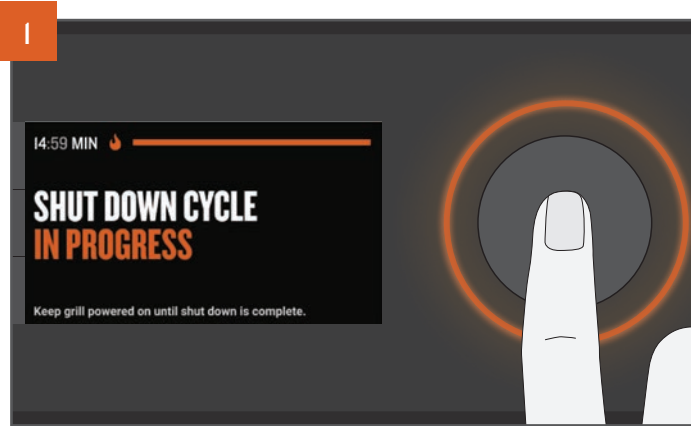 1
14:59 MIN
SHUT DOWN CYCLE
IN PROGRESS
Keep grill powered on until shut down is complete.